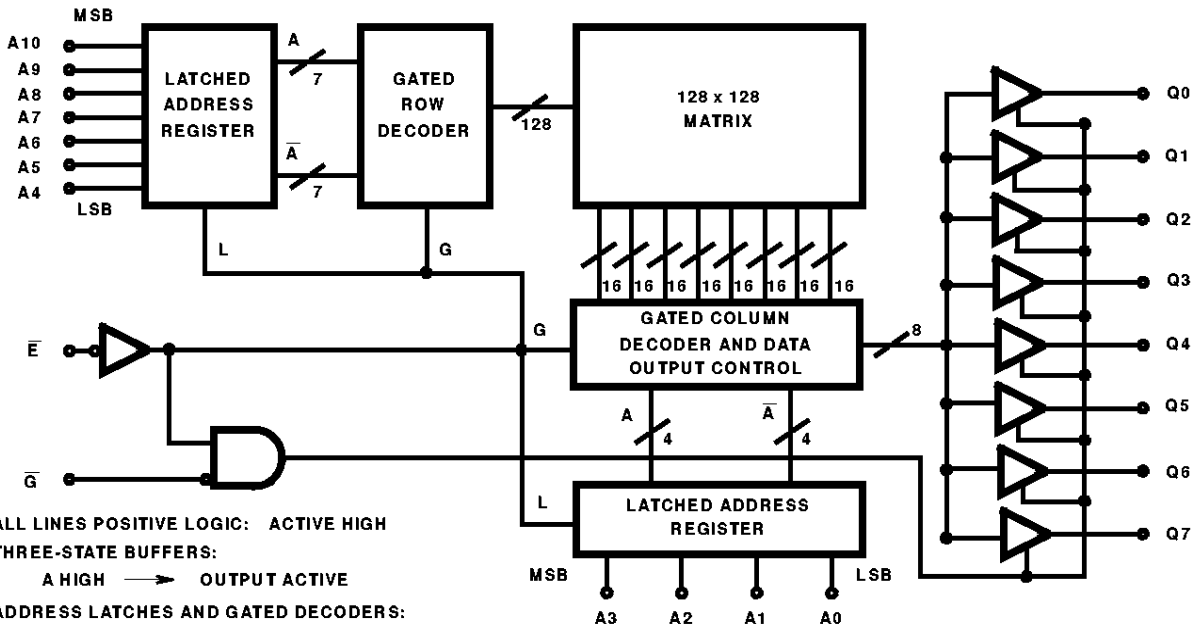 MSB
A10
A9
A8
A7
A6
A5
A4
LSB
LATCHED
ADDRESS
REGISTER
A
7
A̅
7
GATED
ROW
DECODER
128
128 x 128
MATRIX
L
G
16 16 16 16 16 16 16 16
E̅
G
GATED COLUMN
DECODER AND DATA
OUTPUT CONTROL
8
A
4
A̅
4
G̅
L
LATCHED ADDRESS
REGISTER
MSB
LSB
A3 A2 A1 A0
Q0
Q1
Q2
Q3
Q4
Q5
Q6
Q7
ALL LINES POSITIVE LOGIC: ACTIVE HIGH
THREE-STATE BUFFERS:
A HIGH → OUTPUT ACTIVE
ADDRESS LATCHES AND GATED DECODERS: